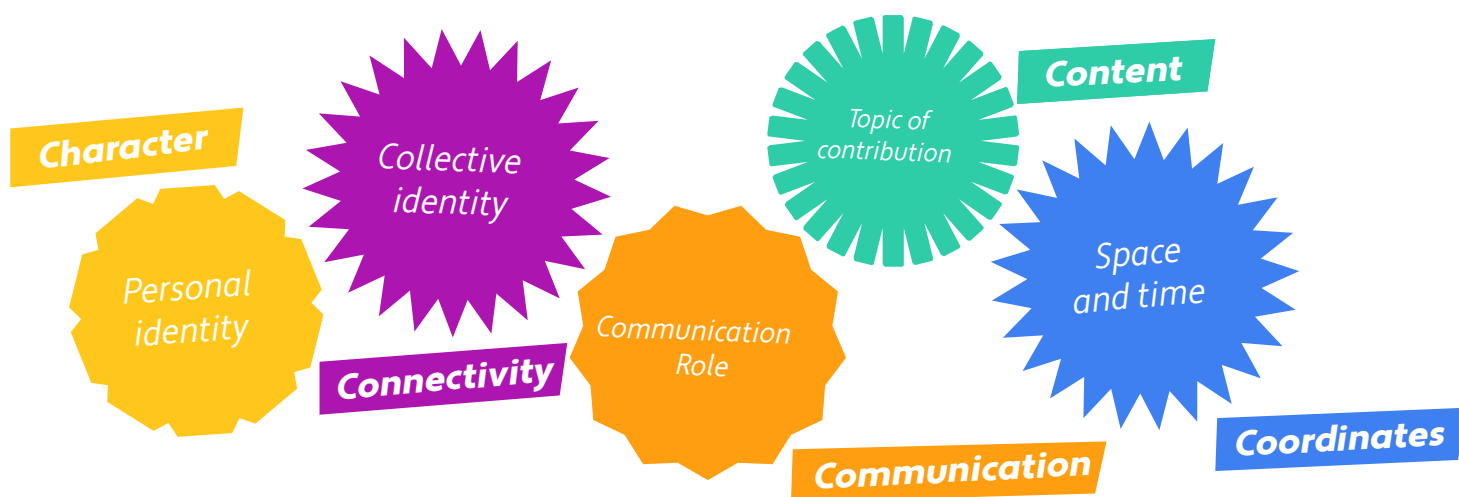 Character
Personal
identity
Collective
identity
Connectivity
Communication
Role
Communication
Topic of
contribution
Content
Space
and time
Coordinates